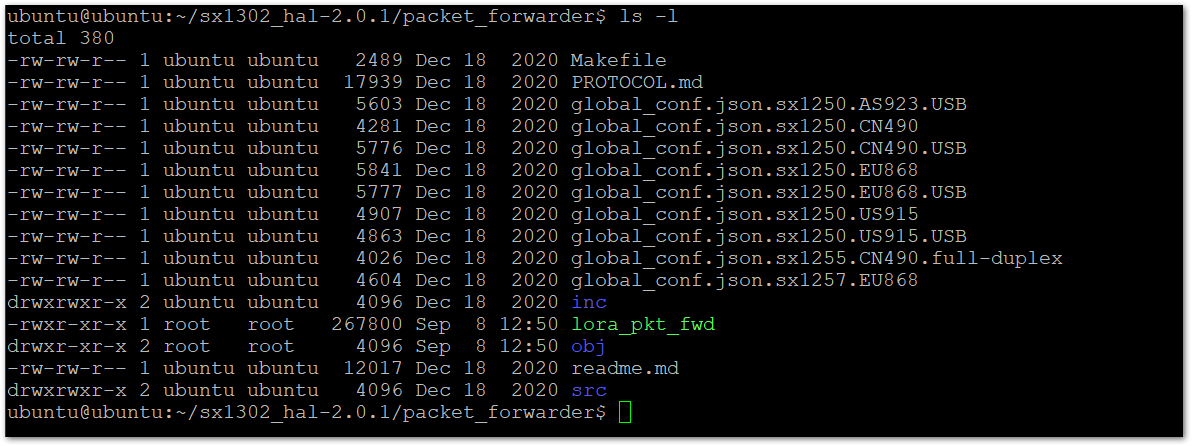 ubuntu@ubuntu:~/sx1302_hal-2.0.1/packet_forwarder$ ls -l
total 380
-rw-rw-r-- 1 ubuntu ubuntu   2489 Dec 18  2020 Makefile
-rw-rw-r-- 1 ubuntu ubuntu  17939 Dec 18  2020 PROTOCOL.md
-rw-rw-r-- 1 ubuntu ubuntu   5603 Dec 18  2020 global_conf.json.sx1250.AS923.USB
-rw-rw-r-- 1 ubuntu ubuntu   4281 Dec 18  2020 global_conf.json.sx1250.CN490
-rw-rw-r-- 1 ubuntu ubuntu   5776 Dec 18  2020 global_conf.json.sx1250.CN490.USB
-rw-rw-r-- 1 ubuntu ubuntu   5841 Dec 18  2020 global_conf.json.sx1250.EU868
-rw-rw-r-- 1 ubuntu ubuntu   5777 Dec 18  2020 global_conf.json.sx1250.EU868.USB
-rw-rw-r-- 1 ubuntu ubuntu   4907 Dec 18  2020 global_conf.json.sx1250.US915
-rw-rw-r-- 1 ubuntu ubuntu   4863 Dec 18  2020 global_conf.json.sx1250.US915.USB
-rw-rw-r-- 1 ubuntu ubuntu   4026 Dec 18  2020 global_conf.json.sx1255.CN490.full-duplex
-rw-rw-r-- 1 ubuntu ubuntu   4604 Dec 18  2020 global_conf.json.sx1257.EU868
drwxrwxr-x 2 ubuntu ubuntu   4096 Dec 18  2020 inc
-rwxr-xr-x 1 root   root   267800 Sep  8 12:50 lora_pkt_fwd
drwxr-xr-x 2 root   root     4096 Sep  8 12:50 obj
-rw-rw-r-- 1 ubuntu ubuntu  12017 Dec 18  2020 readme.md
drwxrwxr-x 2 ubuntu ubuntu   4096 Dec 18  2020 src
ubuntu@ubuntu:~/sx1302_hal-2.0.1/packet_forwarder$